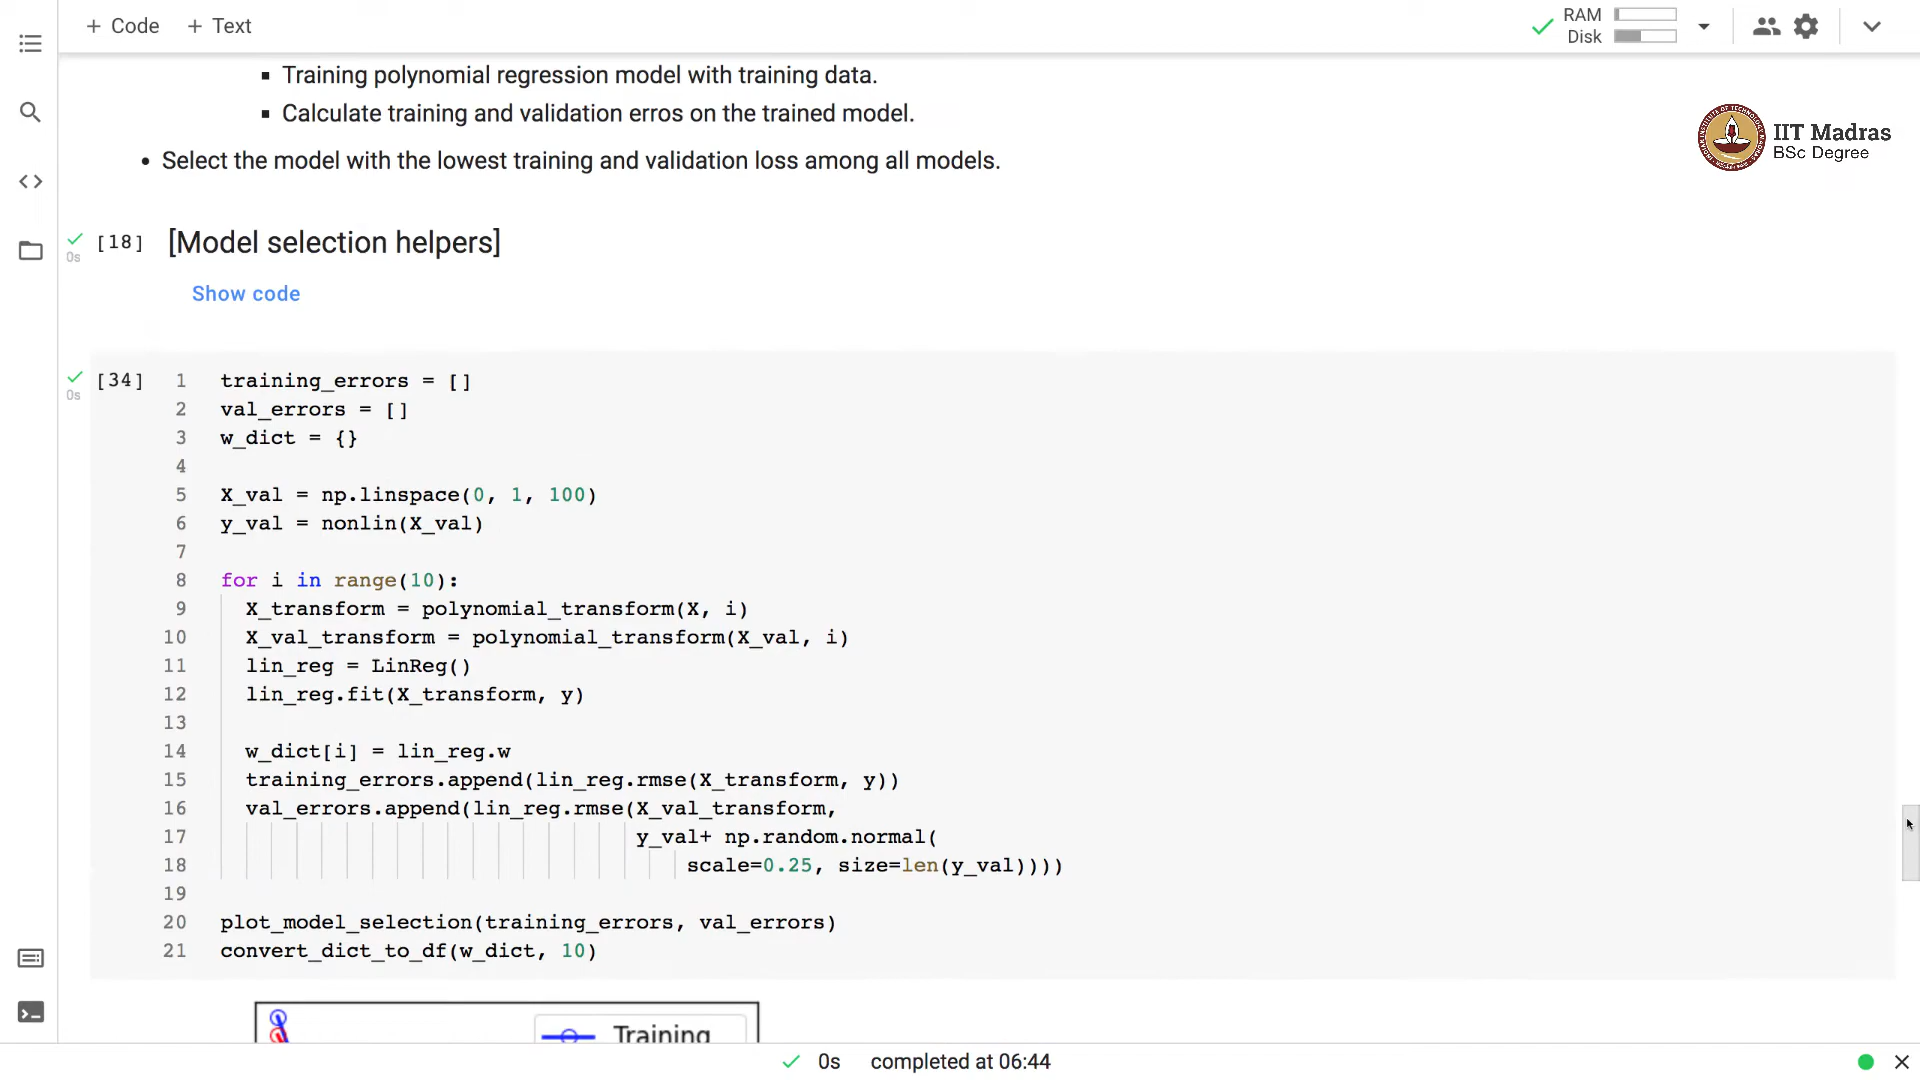 + Code + Text
RAM
Disk
▪ Training polynomial regression model with training data.
▪ Calculate training and validation erros on the trained model.
• Select the model with the lowest training and validation loss among all models.
IIT Madras
BSc Degree
[18] [Model selection helpers]
0s
Show code
[34] 1 training_errors = []
0s
2 val_errors = []
3 w_dict = {}
4
5 X_val = np.linspace(0, 1, 100)
6 y_val = nonlin(X_val)
7
8 for i in range(10):
9 X_transform = polynomial_transform(X, i)
10 X_val_transform = polynomial_transform(X_val, i)
11 lin_reg = LinReg()
12 lin_reg.fit(X_transform, y)
13
14 w_dict[i] = lin_reg.w
15 training_errors.append(lin_reg.rmse(X_transform, y))
16 val_errors.append(lin_reg.rmse(X_val_transform,
17 y_val+ np.random.normal(
18 scale=0.25, size=len(y_val))))
19
20 plot_model_selection(training_errors, val_errors)
21 convert_dict_to_df(w_dict, 10)
Training
0s completed at 06:44